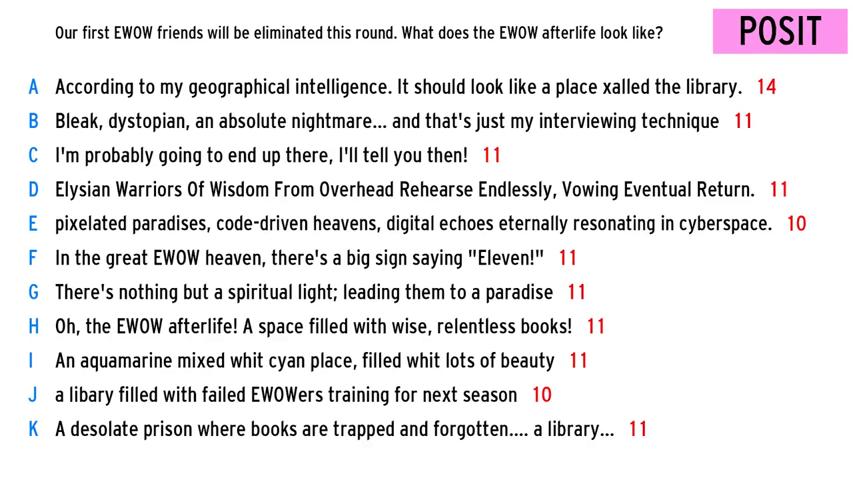 Our first EWOW friends will be eliminated this round. What does the EWOW afterlife look like?
POSIT
A According to my geographical intelligence. It should look like a place xalled the library. 14
B Bleak, dystopian, an absolute nightmare... and that's just my interviewing technique 11
C I'm probably going to end up there, I'll tell you then! 11
D Elysian Warriors Of Wisdom From Overhead Rehearse Endlessly, Vowing Eventual Return. 11
E pixelated paradises, code-driven heavens, digital echoes eternally resonating in cyberspace. 10
F In the great EWOW heaven, there's a big sign saying "Eleven!" 11
G There's nothing but a spiritual light; leading them to a paradise 11
H Oh, the EWOW afterlife! A space filled with wise, relentless books! 11
I An aquamarine mixed whit cyan place, filled whit lots of beauty 11
J a libary filled with failed EWOWers training for next season 10
K A desolate prison where books are trapped and forgotten.... a library... 11